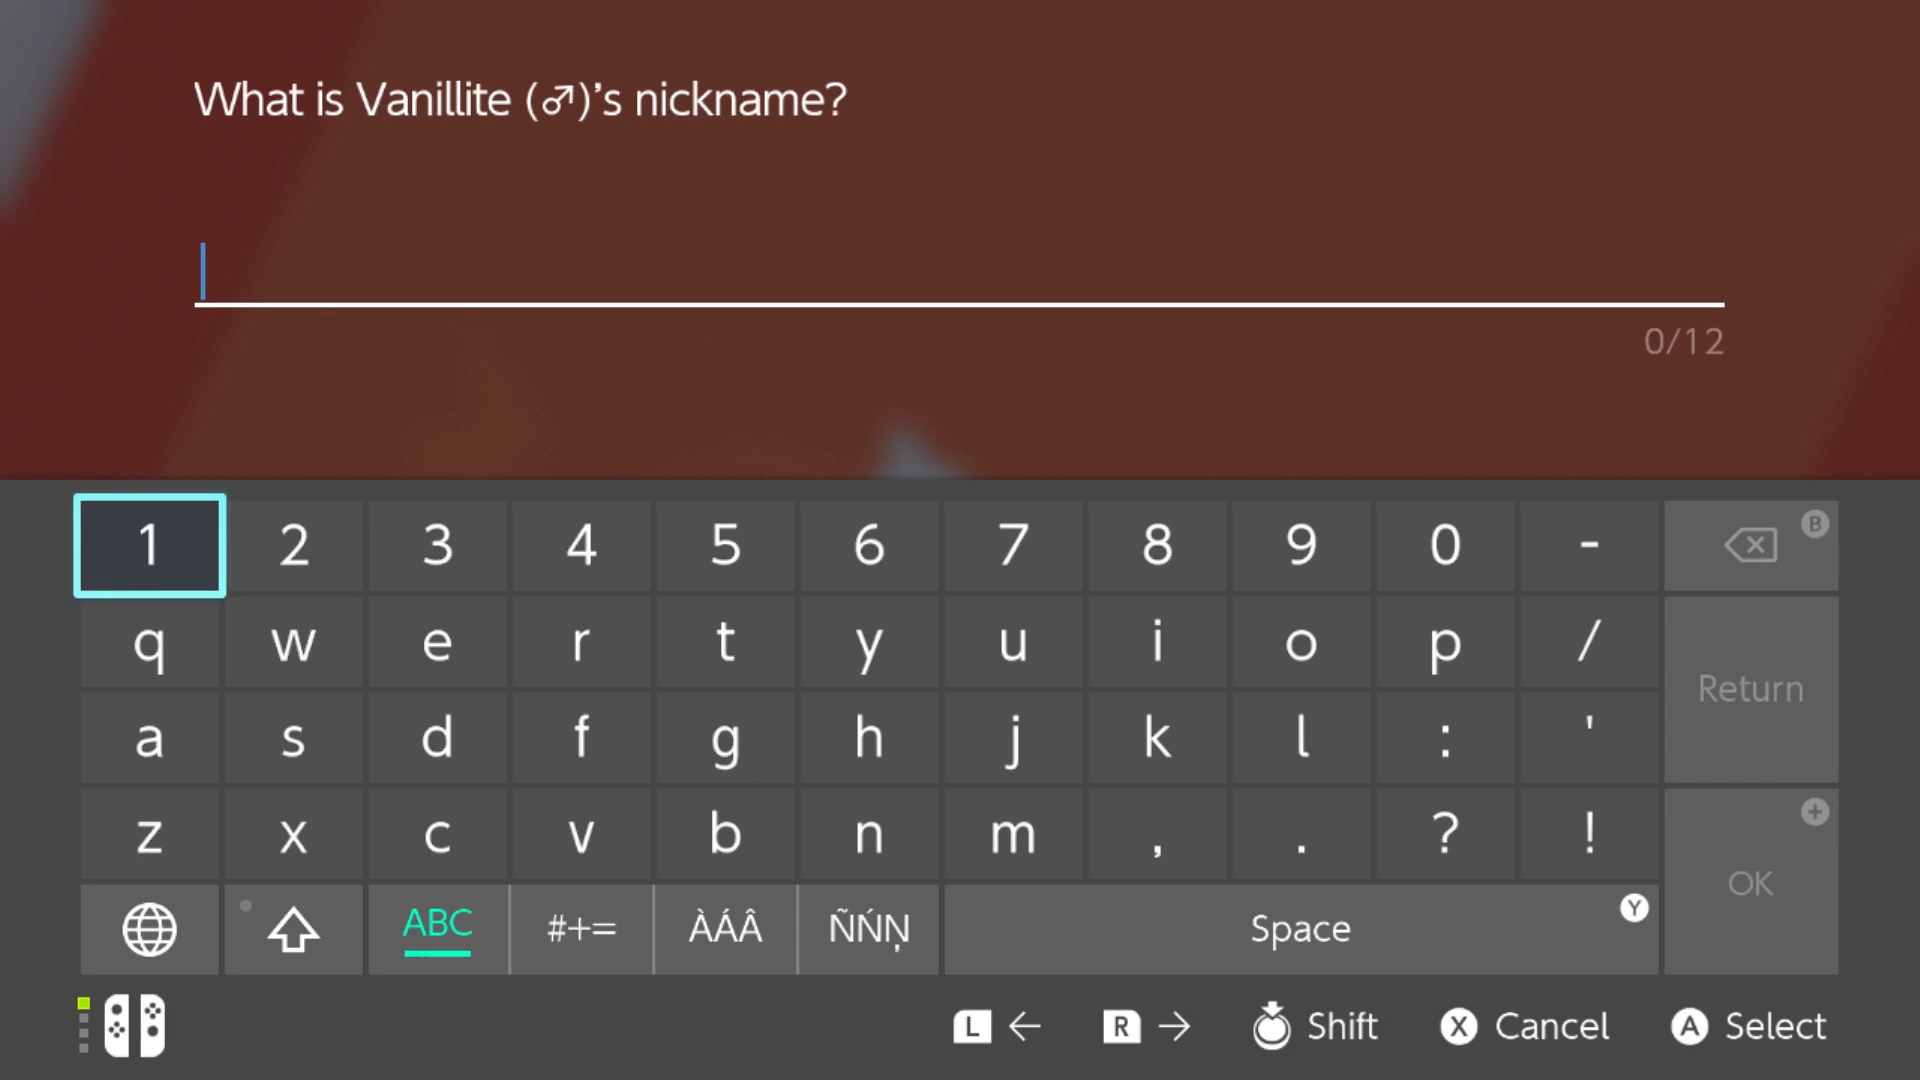 What is Vanillite (♂)’s nickname?
0/12
1 2 3 4 5 6 7 8 9 0 - B
q w e r t y u i o p / Return
a s d f g h j k l : '
z x c v b n m , . ? ! + OK
ABC #+= ÀÁÂ ÑŃŅ Space Y
L ← R → Shift X Cancel A Select